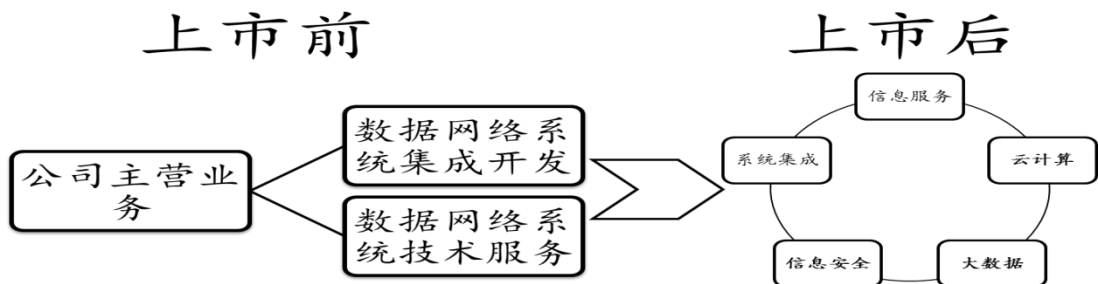 上市前
上市后
公司主营业
务
数据网络系
统集成开发
数据网络系
统技术服务
信息服务
系统集成
云计算
信息安全
大数据